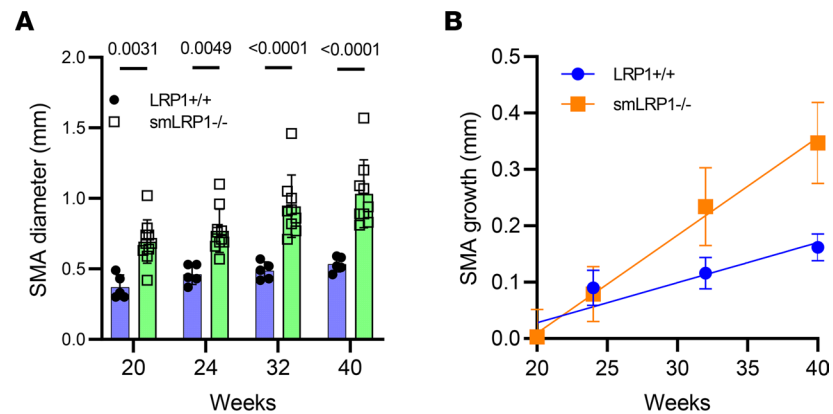 A
0.0031 0.0049 <0.0001 <0.0001
2.0
1.5
1.0
0.5
0.0
SMA diameter (mm)
LRP1+/+
smLRP1-/-
20 24 32 40
Weeks
B
0.5
0.4
0.3
0.2
0.1
0.0
SMA growth (mm)
LRP1+/+
smLRP1-/-
20 25 30 35 40
Weeks